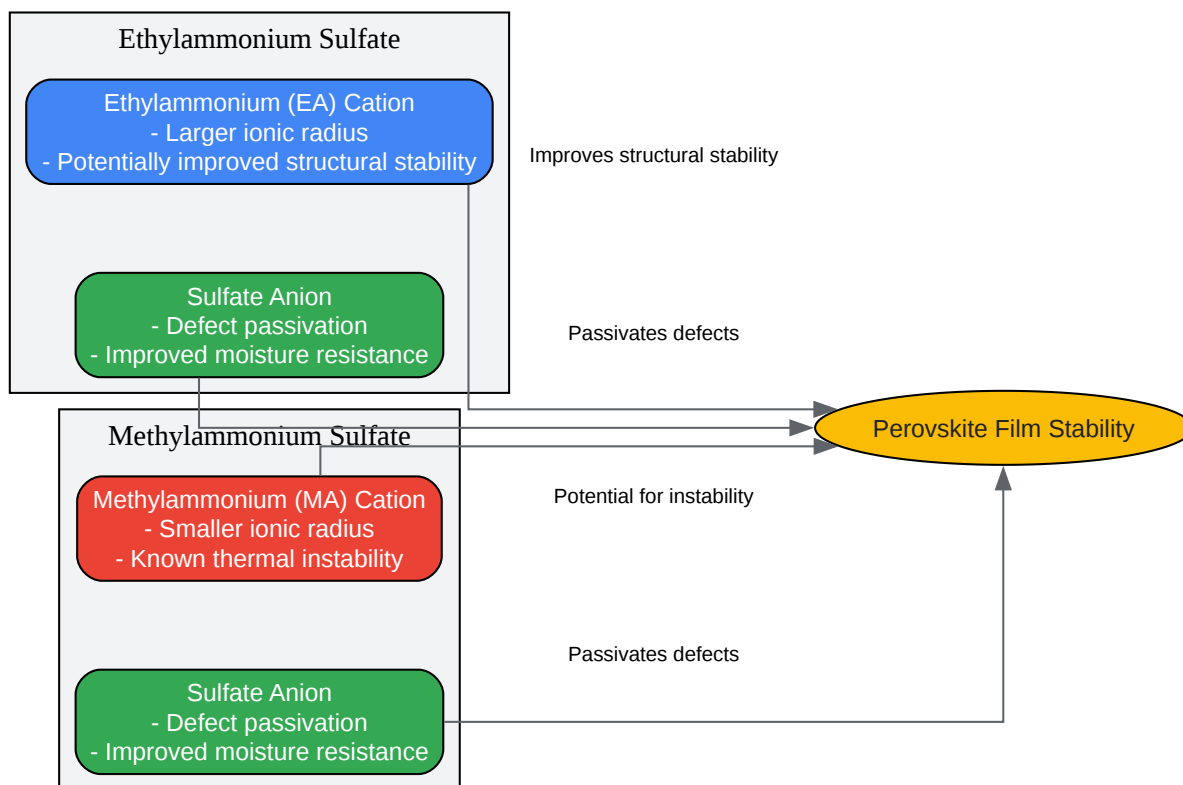 Ethylammonium Sulfate
Ethylammonium (EA) Cation
- Larger ionic radius
- Potentially improved structural stability
Improves structural stability
Sulfate Anion
- Defect passivation
- Improved moisture resistance
Passivates defects
Methylammonium Sulfate
Perovskite Film Stability
Methylammonium (MA) Cation
- Smaller ionic radius
- Known thermal instability
Potential for instability
Sulfate Anion
- Defect passivation
- Improved moisture resistance
Passivates defects